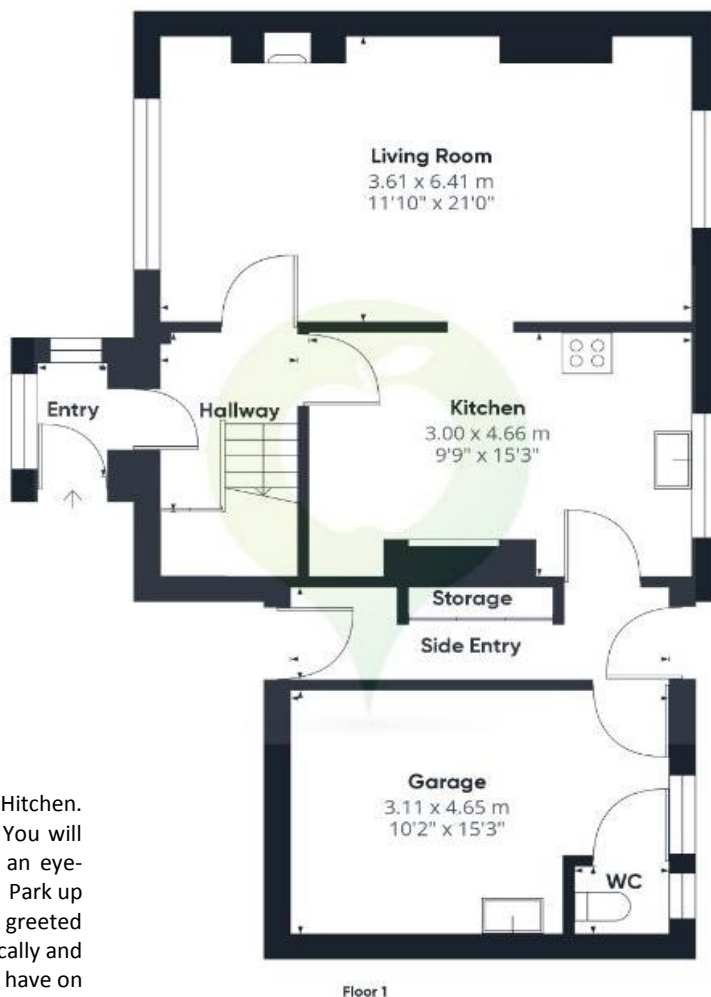 Living Room
3.61 x 6.41 m
11'10" x 21'0"
Entry
Hallway
Kitchen
3.00 x 4.66 m
9'9" x 15'3"
Storage
Side Entry
Garage
3.11 x 4.65 m
10'2" x 15'3"
WC
Hitchen.
You will
an eye-
Park up
greeted
cally and
have on
Floor 1